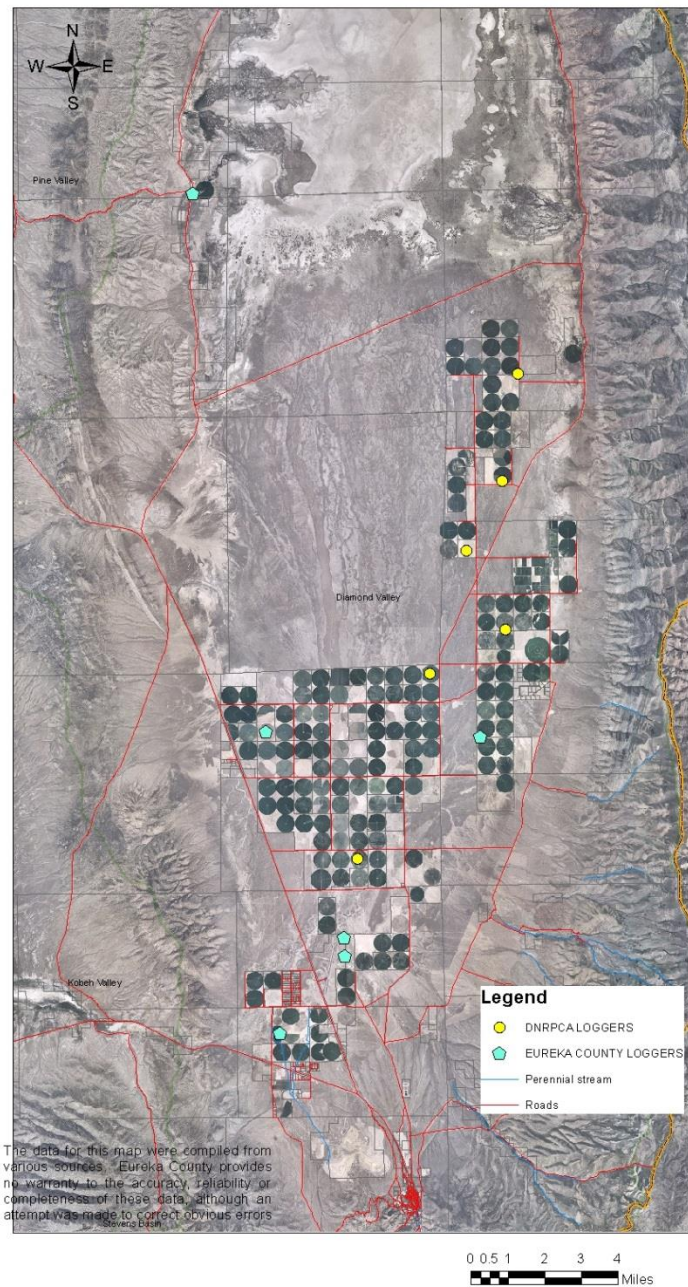 N
W E
S
Pine Valley
Diamond Valley
Kobeh Valley
Legend
DNRPCA LOGGERS
EUREKA COUNTY LOGGERS
Perennial stream
Roads
The data for this map were compiled from
various sources. Eureka County provides
no warranty to the accuracy, reliability or
completeness of these data, although an
attempt was made to correct obvious errors
Stevens Basin
0 0.5 1 2 3 4
Miles